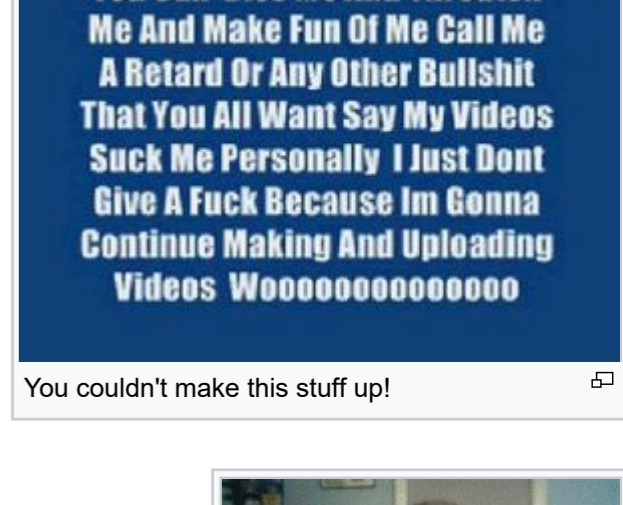 Me And Make Fun Of Me Call Me
A Retard Or Any Other Bullshit
That You All Want Say My Videos
Suck Me Personally I Just Dont
Give A Fuck Because Im Gonna
Continue Making And Uploading
Videos Wooooooooooooooo
You couldn't make this stuff up!